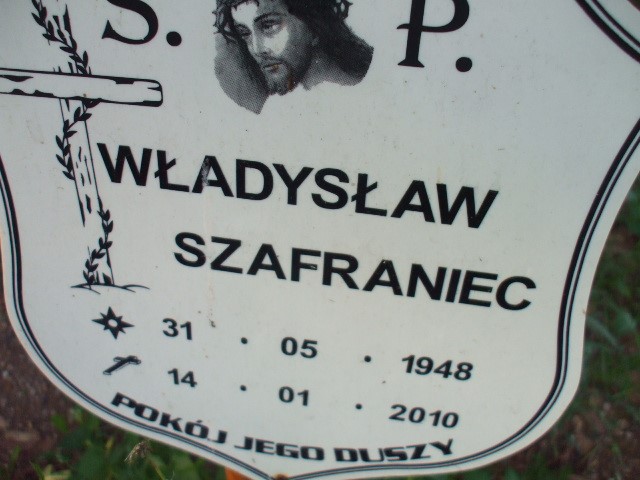 Ś. P.
WŁADYSŁAW
SZAFRANIEC
31 · 05 · 1948
14 · 01 · 2010
POKÓJ JEGO DUSZY